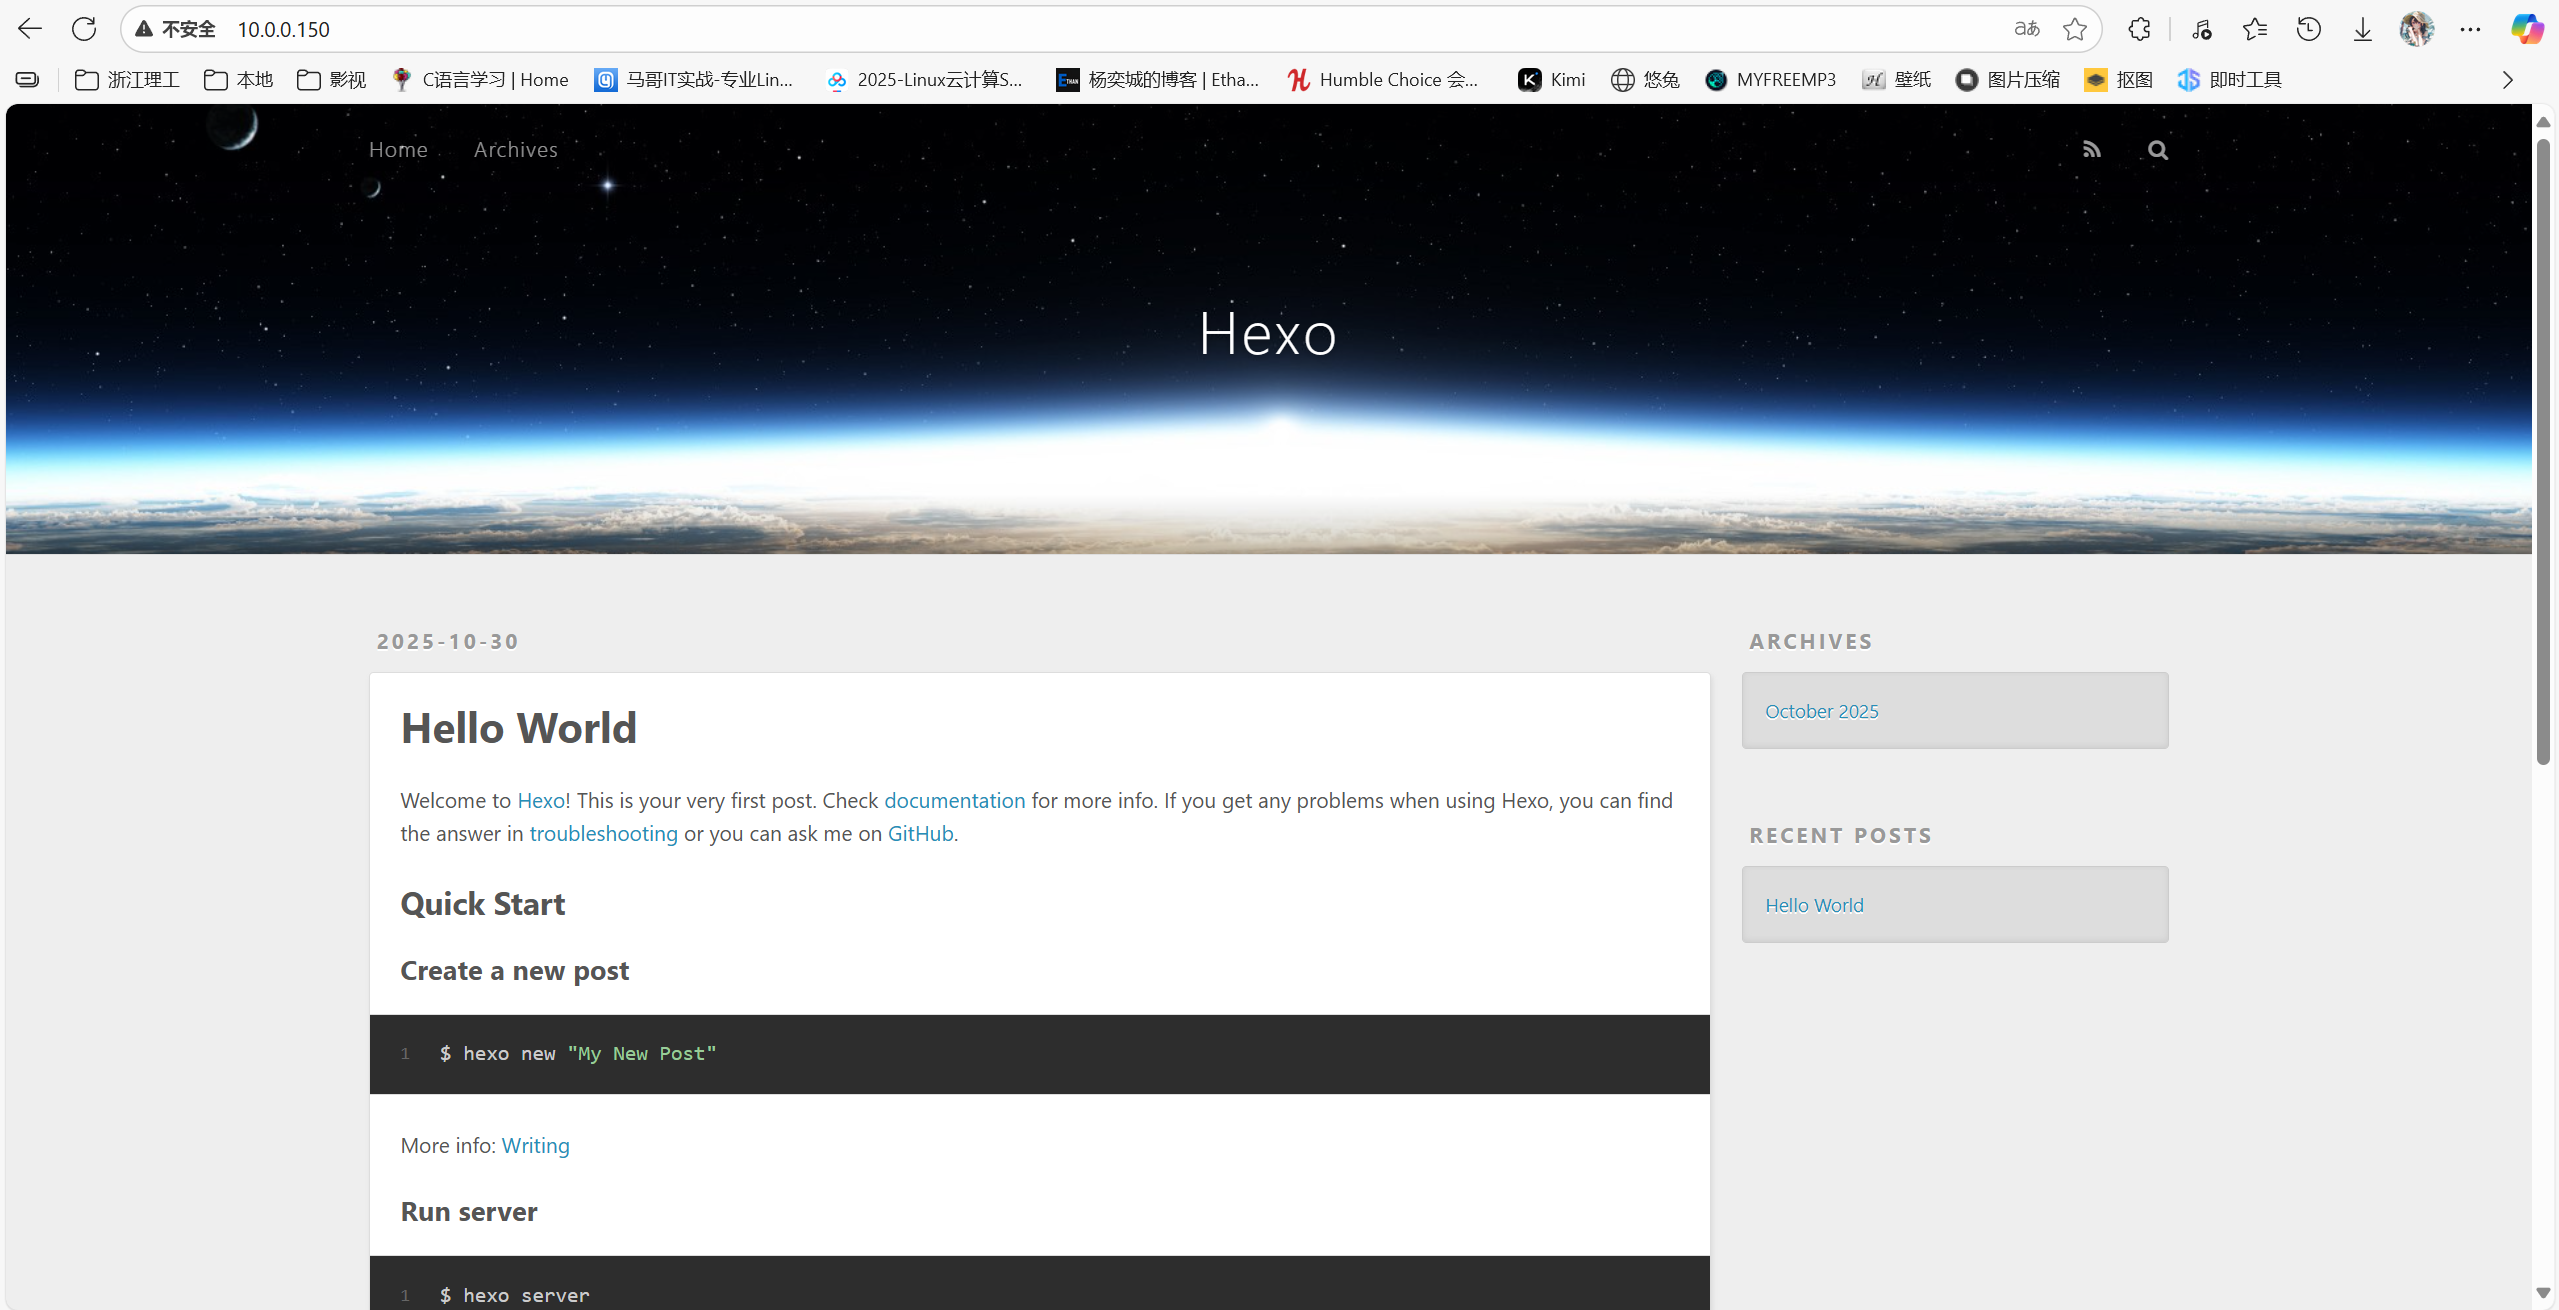 不安全 10.0.0.150
浙江理工 本地 影视 C语言学习 | Home 马哥IT实战-专业Lin... 2025-Linux云计算S... 杨奕城的博客 | Etha... Humble Choice 会... Kimi 悠兔 MYFREEMP3 壁纸 图片压缩 抠图 即时工具
Home Archives
Hexo
2025-10-30
Hello World
Welcome to Hexo! This is your very first post. Check documentation for more info. If you get any problems when using Hexo, you can find
the answer in troubleshooting or you can ask me on GitHub.
Quick Start
Create a new post
1 $ hexo new "My New Post"
More info: Writing
Run server
1 $ hexo server
ARCHIVES
October 2025
RECENT POSTS
Hello World